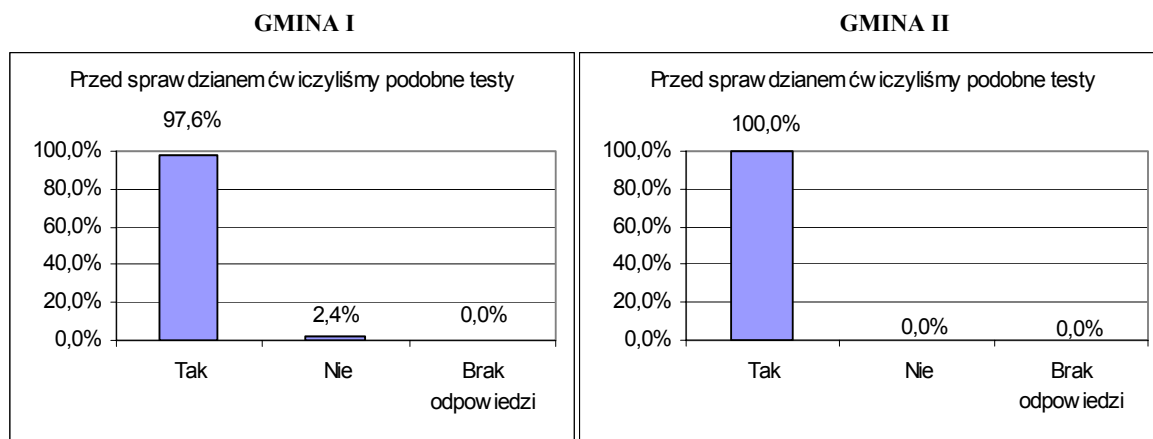 GMINA I
Przed sprawdzianem ćwiczyliśmy podobne testy
97,6%
100,0%
80,0%
60,0%
40,0%
20,0%
0,0%
2,4%
0,0%
Tak
Nie
Brak
odpowiedzi
GMINA II
Przed sprawdzianem ćwiczyliśmy podobne testy
100,0%
100,0%
80,0%
60,0%
40,0%
20,0%
0,0%
0,0%
0,0%
Tak
Nie
Brak
odpowiedzi